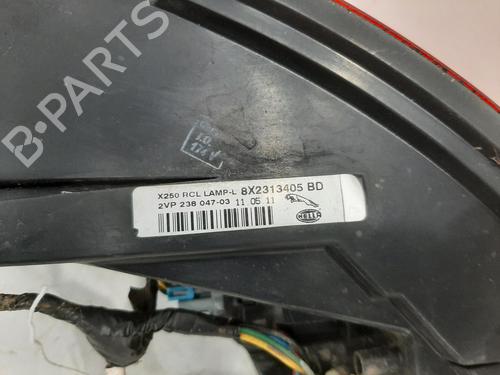 B-PARTS
X250 RCL LAMP-L 8X2313405 BD
2VP 238 047-03 11 05 11
HELLA